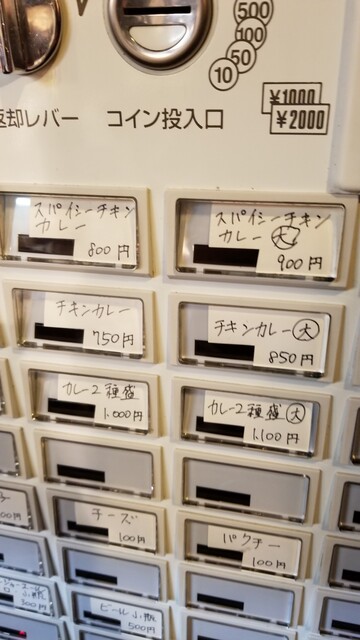 500
100
50
10
返却レバー
コイン投入口
¥1000
¥2000
スパイシーチキン
カレー
800円
スパイシーチキン
カレー 大
900円
チキンカレー
750円
チキンカレー 大
850円
カレー2種盛
1,000円
カレー2種盛 大
1,100円
チーズ
100円
パクチー
100円
300円
ビール小瓶
500円